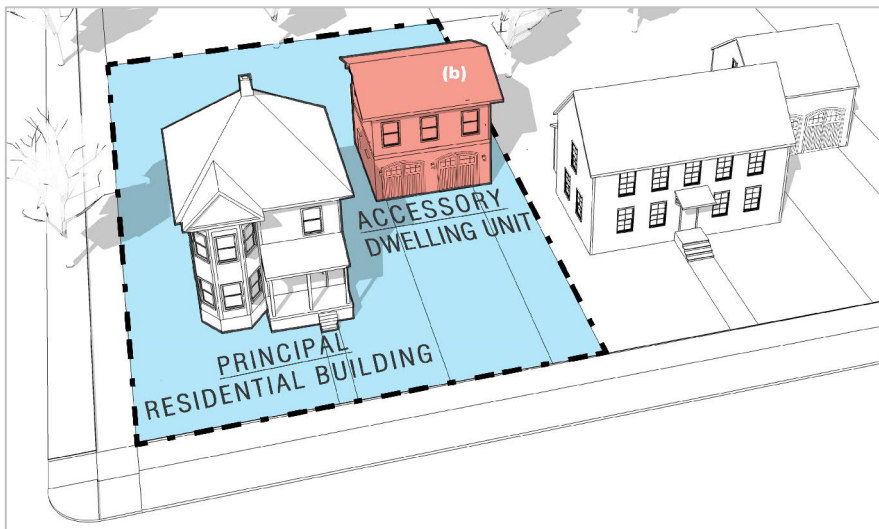 (b)
ACCESSORY
DWELLING UNIT
PRINCIPAL
RESIDENTIAL BUILDING